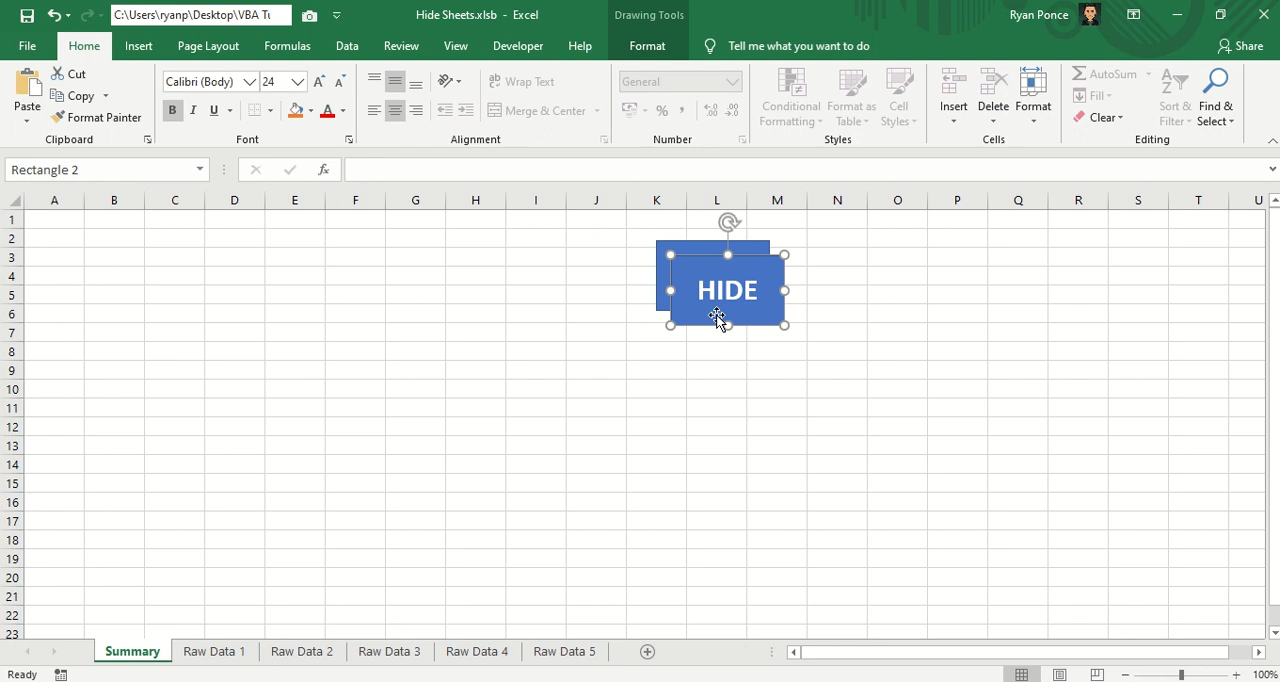 C:\Users\ryanp\Desktop\VBA Tu
Hide Sheets.xlsb - Excel
Drawing Tools
Ryan Ponce
File Home Insert Page Layout Formulas Data Review View Developer Help Format Tell me what you want to do Share
Paste
Cut
Copy
Format Painter
Clipboard
Calibri (Body) 24
B I U A
Font
Wrap Text
Merge & Center
Alignment
General
%
Number
Conditional Formatting
Format as Table
Cell Styles
Styles
Insert
Delete
Format
Cells
AutoSum
Fill
Clear
Sort & Filter
Find & Select
Editing
Rectangle 2
fx
A B C D E F G H I J K L M N O P Q R S T U
1
2
3
4
5
6
7
8
9
10
11
12
13
14
15
16
17
18
19
20
21
22
23
HIDE
Summary Raw Data 1 Raw Data 2 Raw Data 3 Raw Data 4 Raw Data 5
Ready
100%